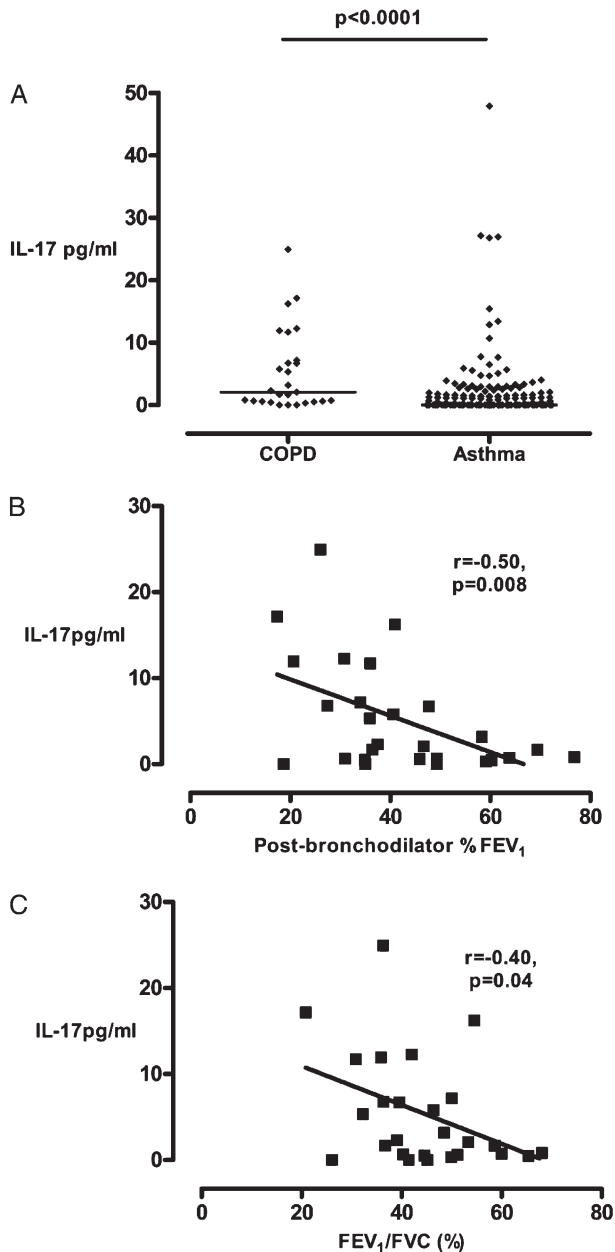 p<0.0001
A
50
40
30
20
10
0
IL-17 pg/ml
COPD Asthma
B
30
20
10
0
IL-17pg/ml
r=-0.50,
p=0.008
0 20 40 60 80
Post-bronchodilator % FEV₁
C
30
20
10
0
IL-17pg/ml
r=-0.40,
p=0.04
0 20 40 60 80
FEV₁/FVC (%)